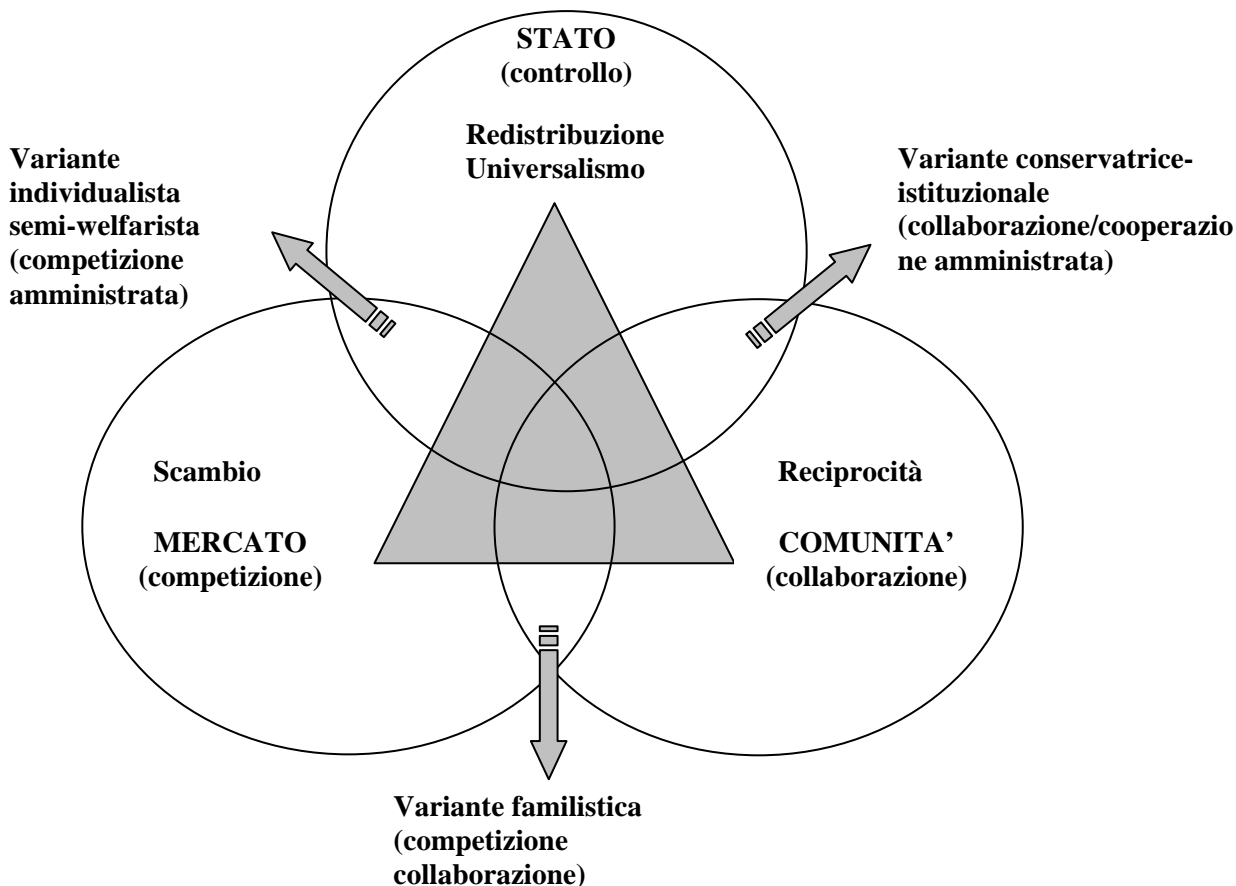 STATO
(controllo)
Redistribuzione
Universalismo
Variante
individualista
semi-welfarista
(competizione
amministrata)
Variante conservatrice-
istituzionale
(collaborazione/cooperazio
ne amministrata)
Scambio
MERCATO
(competizione)
Reciprocità
COMUNITA’
(collaborazione)
Variante familistica
(competizione
collaborazione)